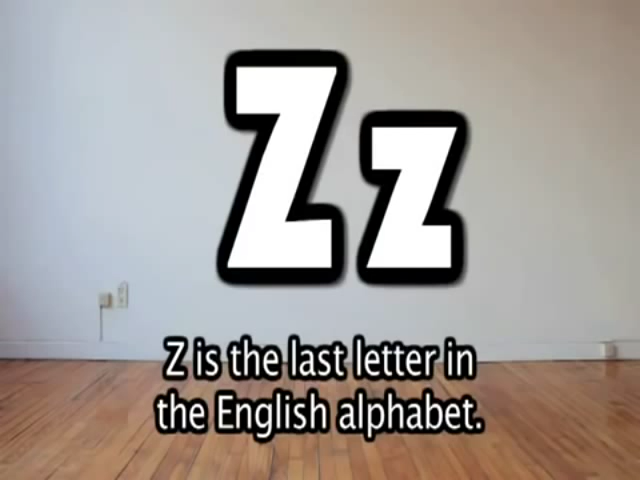 Zz
Z is the last letter in
the English alphabet.